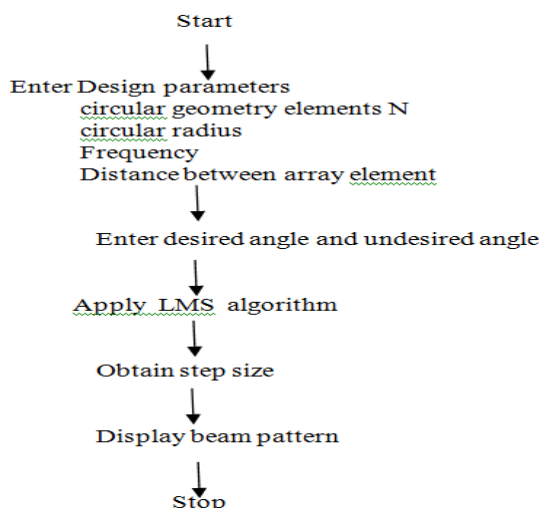 Start
Enter Design parameters
circular geometry elements N
circular radius
Frequency
Distance between array element
Enter desired angle and undesired angle
Apply LMS algorithm
Obtain step size
Display beam pattern
Stop